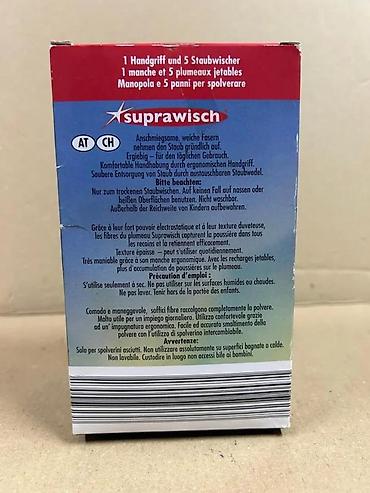 1 Handgriff und 5 Staubwischer
1 manche et 5 plumeaux jetables
Manopola e 5 panni per spolverare
suprawisch
AT CH
Anschmiegsame, weiche Fasern
nehmen den Staub gründlich auf.
Ergiebig – für den täglichen Gebrauch.
Komfortable Handhabung durch ergonomischen Handgriff.
Saubere Entsorgung von Staub durch austauschbaren Staubwedel.
Bitte beachten:
Nur zum trockenen Staubwischen. Auf keinen Fall auf nassen oder
heißen Oberflächen benutzen. Nicht waschbar.
Außerhalb der Reichweite von Kindern aufbewahren.
Grâce à leur fort pouvoir electrostatique et à leur texture duveteuse,
les fibres du plumeau Suprawisch capturent la poussière dans tous
les recoins et la retiennent efficacement.
Texture épaisse – peut s'utiliser quotidiennement.
Très maniable grâce à son manche ergonomique. Avec les recharges jetables,
plus d'accumulation de poussières sur le plumeau.
Précaution d'emploi :
S'utilise seulement à sec. Ne pas utiliser sur les surfaces humides ou chaudes.
Ne pas laver. Tenir hors de la portée des enfants.
Comodo e maneggevole, soffici fibre raccolgono completamente la polvere.
Molto utile per un impiego giornaliero. Utilizzo confortevole grazie
ad un' impugnatura ergonomica. Facile ed accurato smaltimento della
polvere con l'utilizzo di spolverino intercambiabile.
Avvertenze:
Solo per spolverini asciutti. Non utilizzare assolutamente su superfici bagnate o calde.
Non lavabile. Custodire in luogo non accessi bile ai bambini.